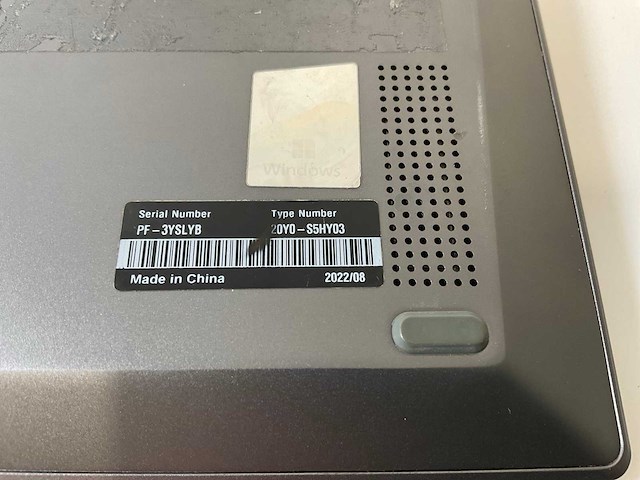 Windows
Serial Number Type Number
PF-3YSLYB 20Y0-S5HY03
Made in China 2022/08